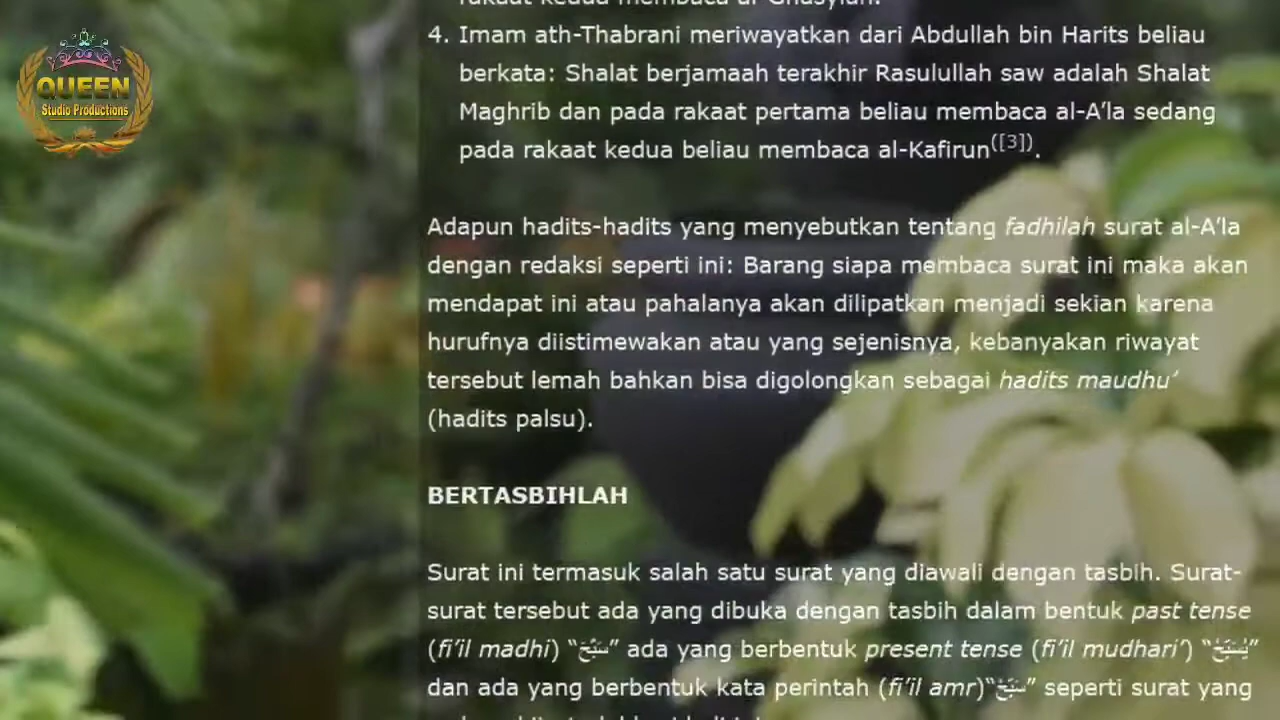 QUEEN
Studio Productions
rakaat kedua membaca al-Ghasyiah.
4. Imam ath-Thabrani meriwayatkan dari Abdullah bin Harits beliau
berkata: Shalat berjamaah terakhir Rasulullah saw adalah Shalat
Maghrib dan pada rakaat pertama beliau membaca al-A’la sedang
pada rakaat kedua beliau membaca al-Kafirun([3]).
Adapun hadits-hadits yang menyebutkan tentang fadhilah surat al-A’la
dengan redaksi seperti ini: Barang siapa membaca surat ini maka akan
mendapat ini atau pahalanya akan dilipatkan menjadi sekian karena
hurufnya diistimewakan atau yang sejenisnya, kebanyakan riwayat
tersebut lemah bahkan bisa digolongkan sebagai hadits maudhu’
(hadits palsu).
BERTASBIHLAH
Surat ini termasuk salah satu surat yang diawali dengan tasbih. Surat-
surat tersebut ada yang dibuka dengan tasbih dalam bentuk past tense
(fi’il madhi) “سَبَّحَ” ada yang berbentuk present tense (fi’il mudhari’) “يُسَبِّحُ”
dan ada yang berbentuk kata perintah (fi’il amr)“سَبِّحْ” seperti surat yang